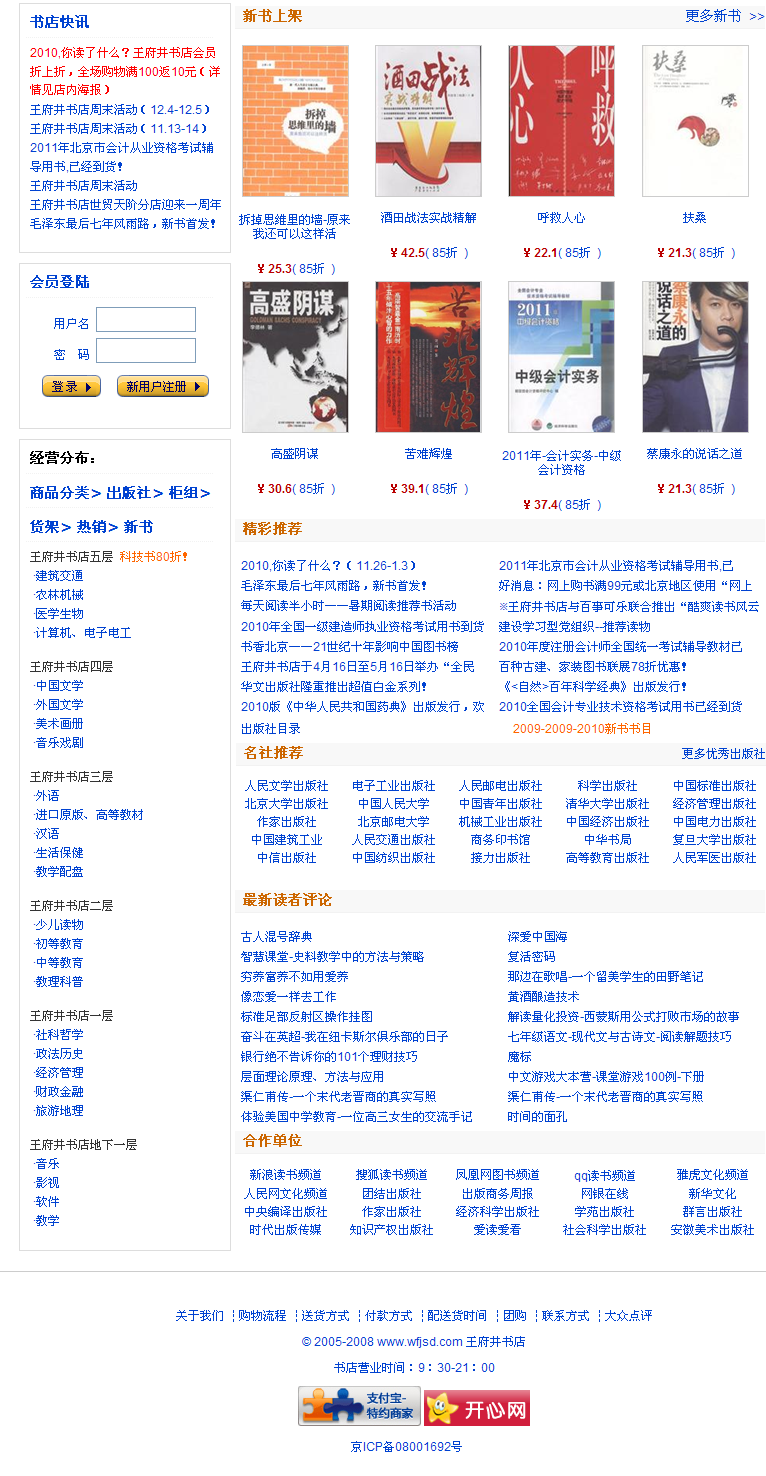 书店快讯
2010,你读了什么？王府井书店会员
折上折，全场购物满100返10元（详
情见店内海报）
王府井书店周末活动（ 12.4-12.5）
王府井书店周末活动（ 11.13-14）
2011年北京市会计从业资格考试辅
导用书,已经到货！
王府井书店周末活动
王府井书店世贸天阶分店迎来一周年
毛泽东最后七年风雨路，新书首发！
会员登陆
用户名
密 码
登录
新用户注册
经营分布：
商品分类> 出版社> 柜组>
货架> 热销> 新书
王府井书店五层 科技书80折！
·建筑交通
·农林机械
·医学生物
·计算机、电子电工
王府井书店四层
·中国文学
·外国文学
·美术画册
·音乐戏剧
王府井书店三层
·外语
·进口原版、高等教材
·汉语
·生活保健
·教学配盘
王府井书店二层
·少儿读物
·初等教育
·中等教育
·教理科普
王府井书店一层
·社科哲学
·政法历史
·经济管理
·财政金融
·旅游地理
王府井书店地下一层
·音乐
·影视
·软件
·教学
新书上架 更多新书 >>
拆掉
思维里的墙
酒田战法
实战精解
人心
呼救
扶桑
拆掉思维里的墙-原来
我还可以这样活
¥ 25.3( 85折 )
酒田战法实战精解
¥ 42.5( 85折 )
呼救人心
¥ 22.1( 85折 )
扶桑
¥ 21.3( 85折 )
高盛阴谋
GOLDMAN SACHS CONSPIRACY
苦难辉煌
2011年
中级会计资格
中级会计实务
蔡康永的
说话之道
高盛阴谋
¥ 30.6( 85折 )
苦难辉煌
¥ 39.1( 85折 )
2011年-会计实务-中级
会计资格
¥ 37.4( 85折 )
蔡康永的说话之道
¥ 21.3( 85折 )
精彩推荐
2010,你读了什么？（ 11.26-1.3） 2011年北京市会计从业资格考试辅导用书,已
毛泽东最后七年风雨路，新书首发！ 好消息：网上购书满99元或北京地区使用“网上
每天阅读半小时——暑期阅读推荐书活动 ※王府井书店与百事可乐联合推出“酷爽读书风云
2010年全国一级建造师执业资格考试用书到货 建设学习型党组织--推荐读物
书香北京——31世纪十年影响中国图书榜 2010年度注册会计师全国统一考试辅导教材已
王府井书店于4月16日至5月16日举办“全民 百种古建、家装图书联展78折优惠！
华文出版社隆重推出超值白金系列！ 《<自然>百年科学经典》出版发行！
2010版《中华人民共和国药典》出版发行，欢 2010全国会计专业技术资格考试用书已经到货
出版社目录 2009-2009-2010新书书目
名社推荐 更多优秀出版社
人民文学出版社 电子工业出版社 人民邮电出版社 科学出版社 中国标准出版社
北京大学出版社 中国人民大学 中国青年出版社 清华大学出版社 经济管理出版社
作家出版社 北京邮电大学 机械工业出版社 中国经济出版社 中国电力出版社
中国建筑工业 人民交通出版社 商务印书馆 中华书局 复旦大学出版社
中信出版社 中国纺织出版社 接力出版社 高等教育出版社 人民军医出版社
最新读者评论
古人混号辞典 深爱中国海
智慧课堂-史料教学中的方法与策略 复活密码
穷养富养不如用爱养 那边在歌唱-一个留美学生的田野笔记
像恋爱一样去工作 黄酒酿造技术
标准足部反射区操作挂图 解读量化投资-西蒙斯用公式打败市场的故事
奋斗在英超-我在纽卡斯尔俱乐部的日子 七年级语文-现代文与古诗文-阅读解题技巧
银行绝不告诉你的101个理财技巧 魔标
层面理论原理、方法与应用 中文游戏大本营-课堂游戏100例-下册
渠仁甫传-一个末代老晋商的真实写照 渠仁甫传-一个末代老晋商的真实写照
体验美国中学教育-一位高三女生的交流手记 时间的面孔
合作单位
新浪读书频道 搜狐读书频道 凤凰网图书频道 qq读书频道 雅虎文化频道
人民网文化频道 团结出版社 出版商务周报 网银在线 新华文化
中央编译出版社 作家出版社 经济科学出版社 学苑出版社 群言出版社
时代出版传媒 知识产权出版社 爱读爱看 社会科学出版社 安徽美术出版社
关于我们 ┊购物流程 ┊送货方式 ┊付款方式 ┊配送货时间 ┊团购 ┊联系方式 ┊大众点评
© 2005-2008 www.wfjsd.com 王府井书店
书店营业时间：9：30-21：00
支付宝-
特约商家
开心网
京ICP备08001692号